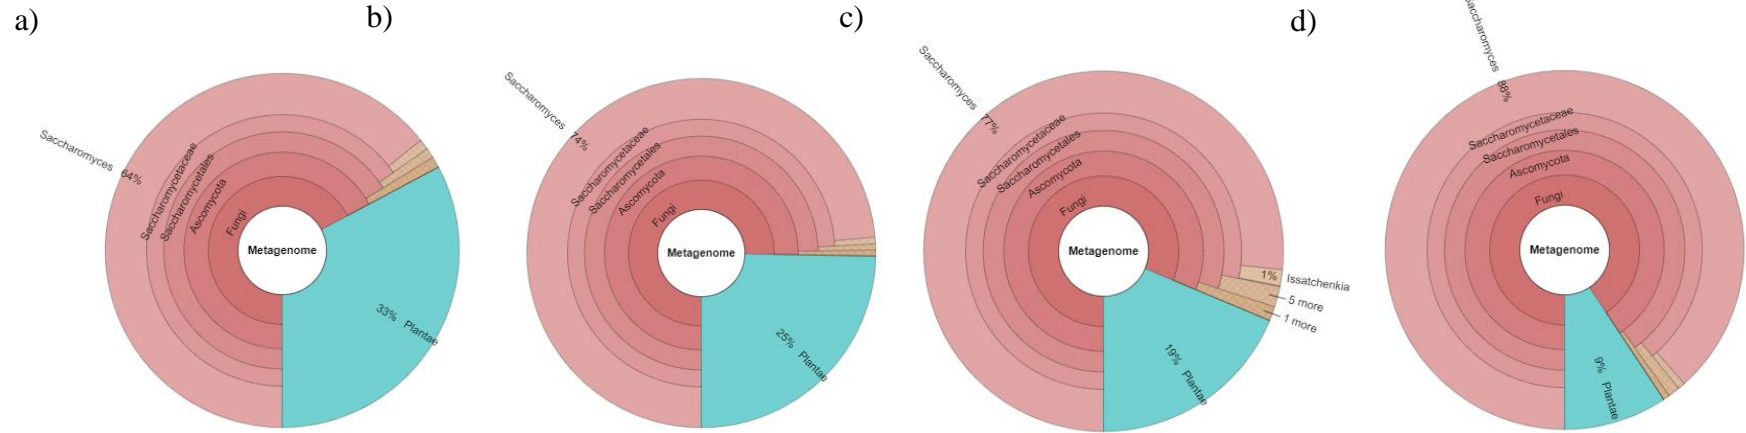 a)
Saccharomyces 64%
Saccharomycetaceae
Saccharomycetales
Ascomycota
Fungi
Metagenome
33% Plantae
b)
Saccharomyces 74%
Saccharomycetaceae
Saccharomycetales
Ascomycota
Fungi
Metagenome
25% Plantae
c)
Saccharomyces 77%
Saccharomycetaceae
Saccharomycetales
Ascomycota
Fungi
Metagenome
1% Issatchenkia
5 more
1 more
19% Plantae
d)
Saccharomyces 88%
Saccharomycetaceae
Saccharomycetales
Ascomycota
Fungi
Metagenome
9% Plantae